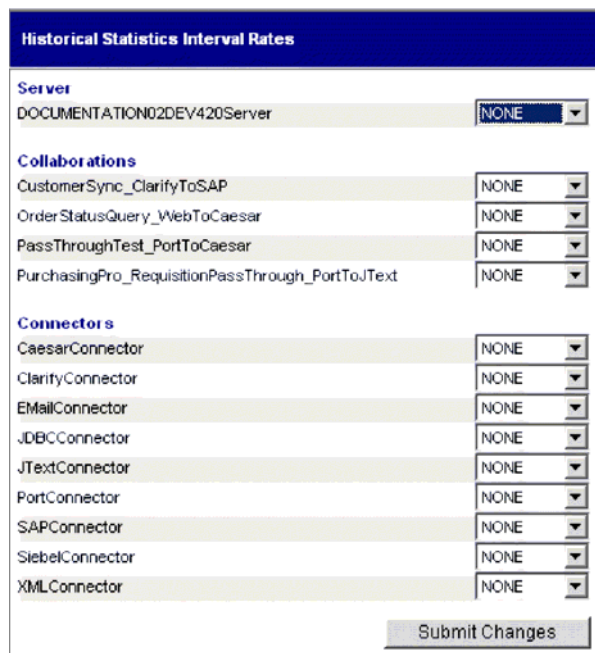 Historical Statistics Interval Rates
Server
DOCUMENTATION02DEV420Server NONE
Collaborations
CustomerSync_ClarifyToSAP NONE
OrderStatusQuery_WebToCaesar NONE
PassThroughTest_PortToCaesar NONE
PurchasingPro_RequisitionPassThrough_PortToJText NONE
Connectors
CaesarConnector NONE
ClarifyConnector NONE
EMailConnector NONE
JDBCConnector NONE
JTextConnector NONE
PortConnector NONE
SAPConnector NONE
SiebelConnector NONE
XMLConnector NONE
Submit Changes